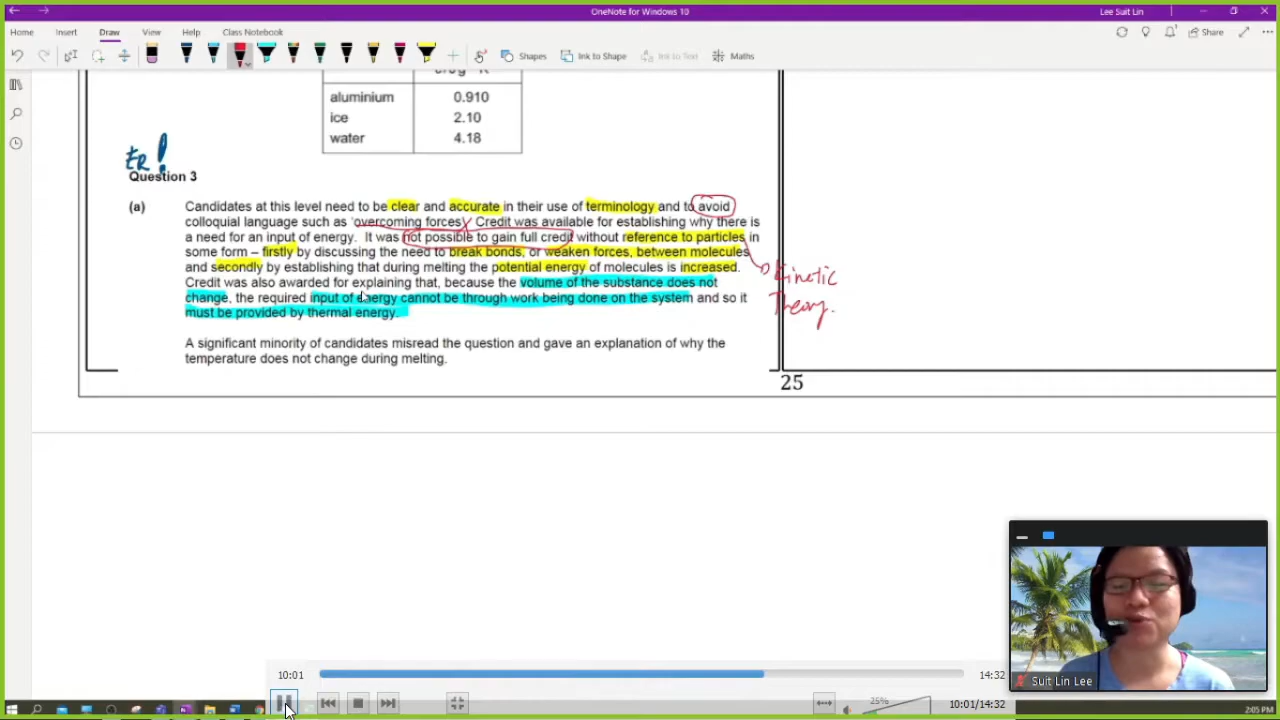 OneNote for Windows 10
Lee Suit Lin
Home Insert Draw View Help Class Notebook
Share
Shapes Ink to Shape Ink to Text Maths
aluminium 0.910
ice 2.10
water 4.18
ER!
Question 3
(a) Candidates at this level need to be clear and accurate in their use of terminology and to avoid
colloquial language such as 'overcoming forces'. Credit was available for establishing why there is
a need for an input of energy. It was not possible to gain full credit without reference to particles in
some form – firstly by discussing the need to break bonds, or weaken forces, between molecules
and secondly by establishing that during melting the potential energy of molecules is increased.
Credit was also awarded for explaining that, because the volume of the substance does not
change, the required input of energy cannot be through work being done on the system and so it
must be provided by thermal energy.
Kinetic
Theory.
A significant minority of candidates misread the question and gave an explanation of why the
temperature does not change during melting.
25
Suit Lin Lee
10:01 14:32
25% 10:01/14:32
2:05 PM